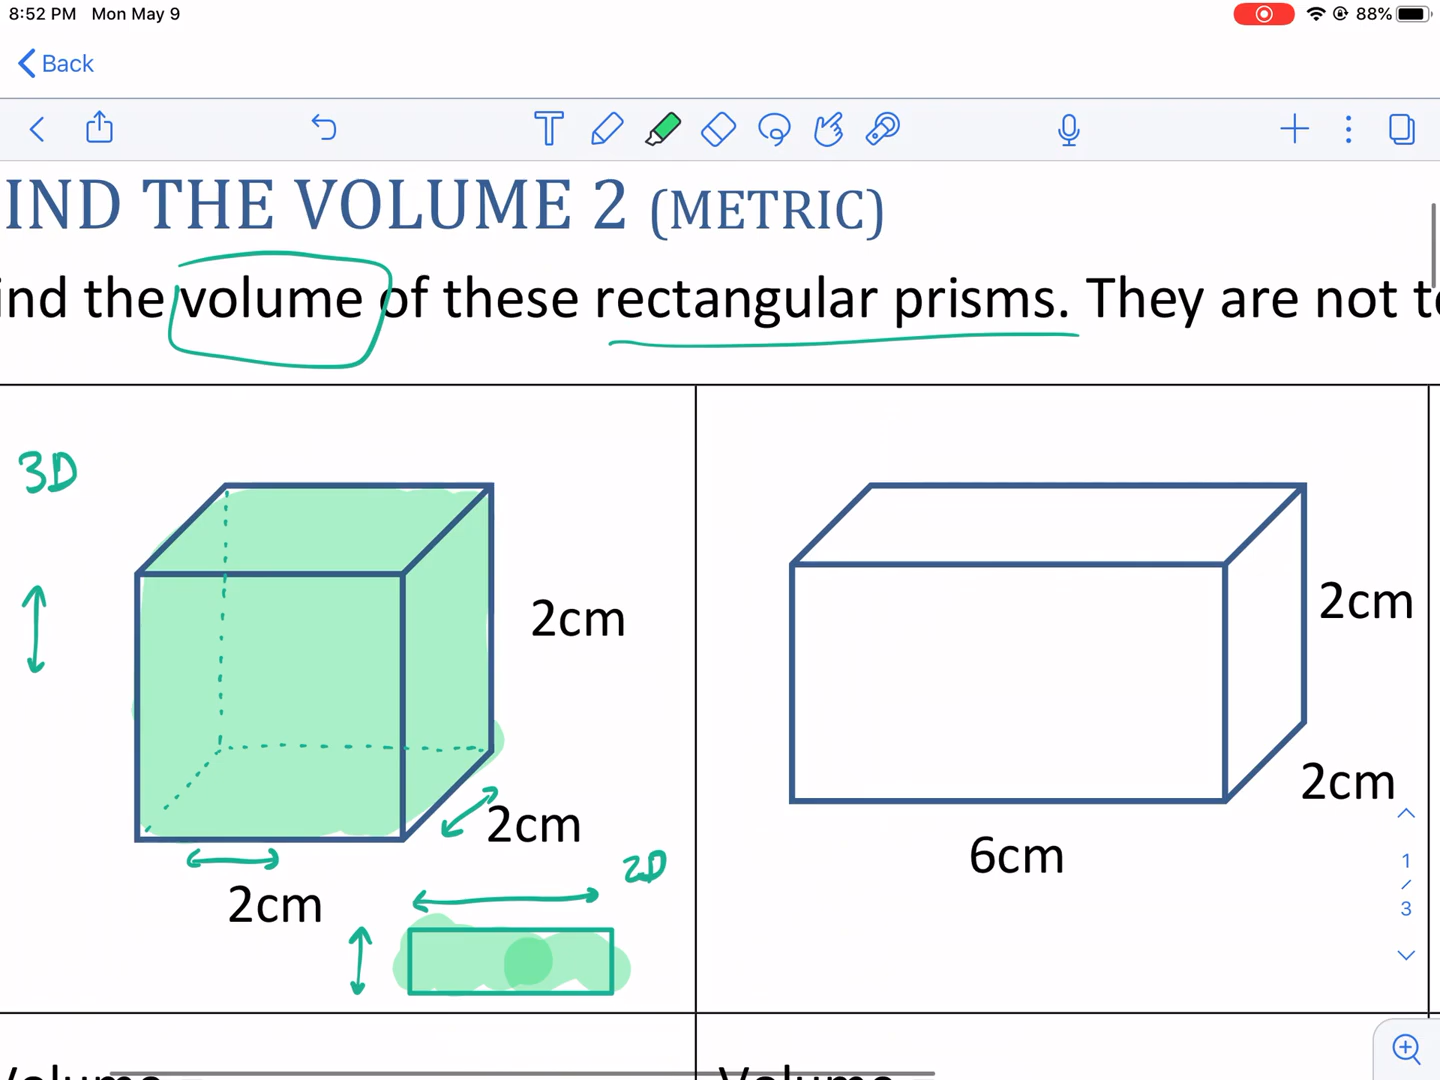 8:52 PM Mon May 9
88%
Back
IND THE VOLUME 2 (METRIC)
ind the volume of these rectangular prisms. They are not t
3D
2cm
2cm
2cm
2D
2cm
2cm
6cm
1
/
3